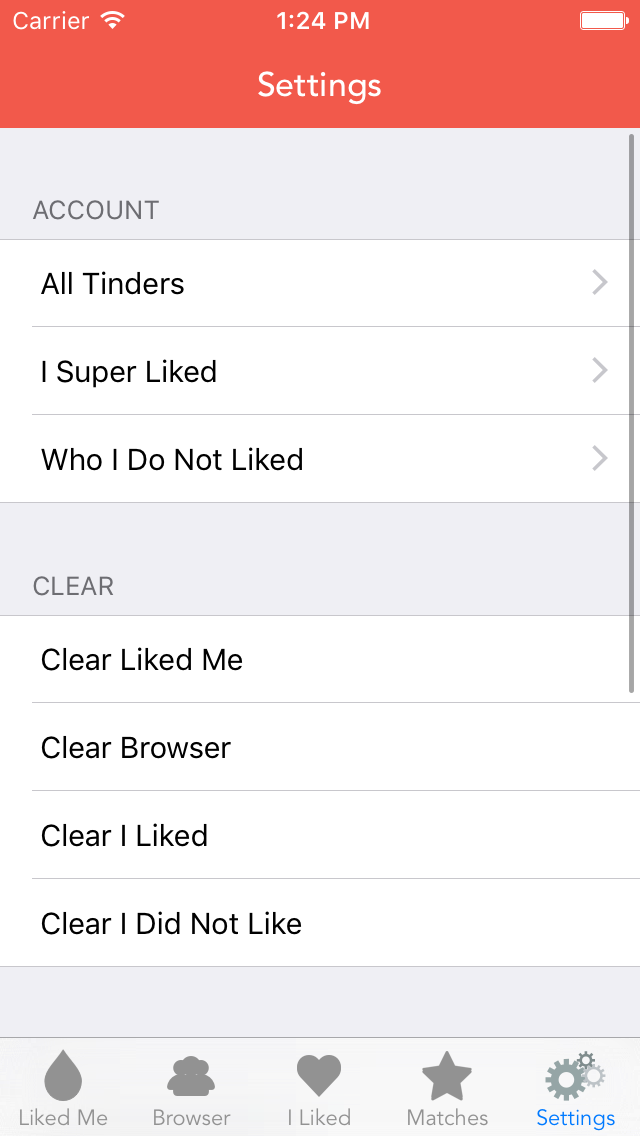 Carrier 1:24 PM
Settings
ACCOUNT
All Tinders
I Super Liked
Who I Do Not Liked
CLEAR
Clear Liked Me
Clear Browser
Clear I Liked
Clear I Did Not Like
Liked Me Browser I Liked Matches Settings